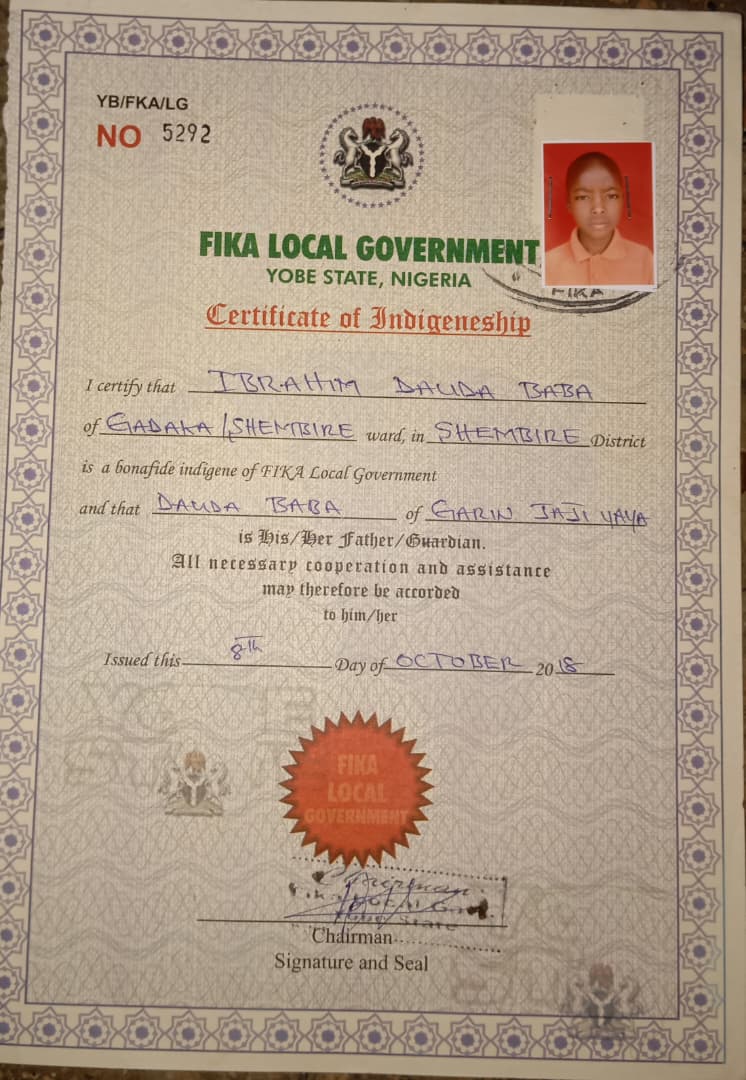 YB/FKA/LG
NO 5292
FIKA LOCAL GOVERNMENT
YOBE STATE, NIGERIA
FIKA
Certificate of Indigeneship
I certify that IBRAHIM DAUDA BABA
of GADAKA/SHEMBIRE ward, in SHEMBIRE District
is a bonafide indigene of FIKA Local Government
and that DAUDA BABA of GARIN JAJI YAYA
is His/Her Father/Guardian.
All necessary cooperation and assistance
may therefore be accorded
to him/her
Issued this 8th Day of OCTOBER 2018
FIKA
LOCAL
GOVERNMENT
Chairman
State
Chairman
Signature and Seal